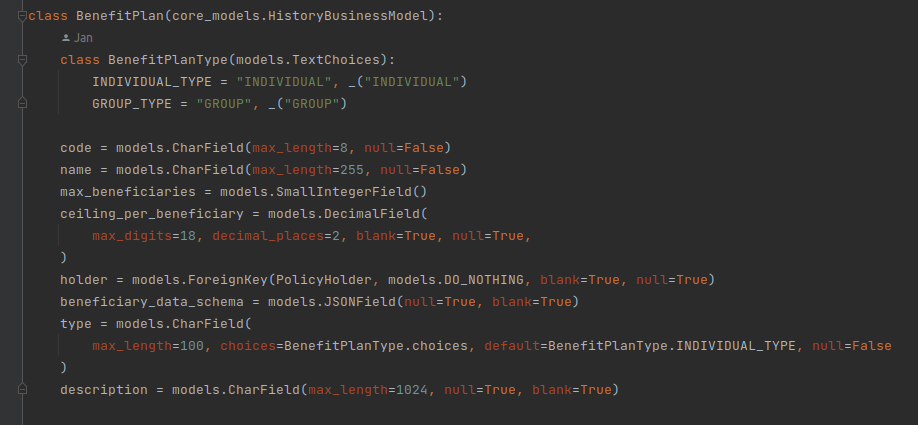 class BenefitPlan(core_models.HistoryBusinessModel):
Jan
class BenefitPlanType(models.TextChoices):
INDIVIDUAL_TYPE = "INDIVIDUAL", _("INDIVIDUAL")
GROUP_TYPE = "GROUP", _("GROUP")
code = models.CharField(max_length=8, null=False)
name = models.CharField(max_length=255, null=False)
max_beneficiaries = models.SmallIntegerField()
ceiling_per_beneficiary = models.DecimalField(
max_digits=18, decimal_places=2, blank=True, null=True,
)
holder = models.ForeignKey(PolicyHolder, models.DO_NOTHING, blank=True, null=True)
beneficiary_data_schema = models.JSONField(null=True, blank=True)
type = models.CharField(
max_length=100, choices=BenefitPlanType.choices, default=BenefitPlanType.INDIVIDUAL_TYPE, null=False
)
description = models.CharField(max_length=1024, null=True, blank=True)